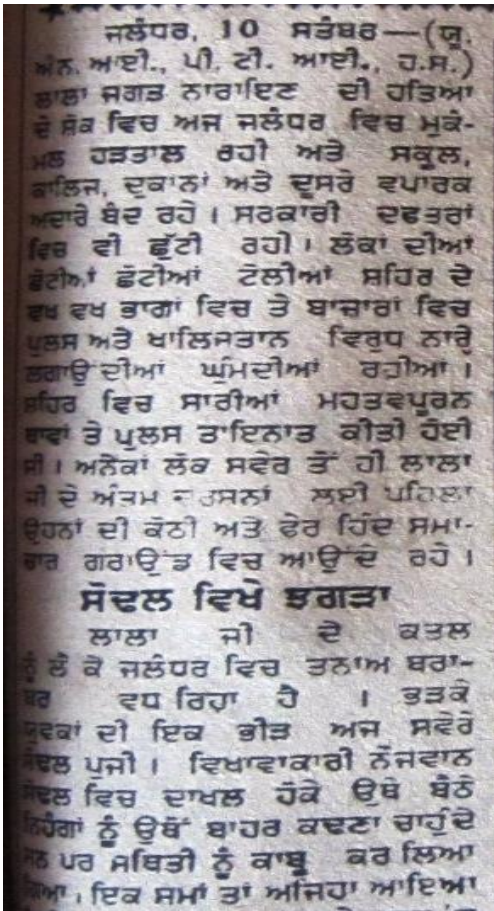 ਜਲੰਧਰ, 10 ਸਤੰਬਰ—(ਯੂ.
ਐਨ. ਆਈ., ਪੀ. ਟੀ. ਆਈ., ਹ.ਸ.)
ਲਾਲਾ ਜਗਤ ਨਾਰਾਇਣ ਦੀ ਹਤਿਆ
ਦੇ ਸ਼ੋਕ ਵਿਚ ਅਜ ਜਲੰਧਰ ਵਿਚ ਮੁਕੰ-
ਮਲ ਹੜਤਾਲ ਰਹੀ ਅਤੇ ਸਕੂਲ,
ਕਾਲਿਜ, ਦੁਕਾਨਾਂ ਅਤੇ ਦੂਸਰੇ ਵਪਾਰਕ
ਅਦਾਰੇ ਬੰਦ ਰਹੇ । ਸਰਕਾਰੀ ਦਫਤਰਾਂ
ਵਿਚ ਵੀ ਛੁੱਟੀ ਰਹੀ । ਲੋਕਾਂ ਦੀਆਂ
ਛੋਟੀਆਂ ਛੋਟੀਆਂ ਟੋਲੀਆਂ ਸ਼ਹਿਰ ਦੇ
ਵਖ ਵਖ ਭਾਗਾਂ ਵਿਚ ਤੇ ਬਾਜ਼ਾਰਾਂ ਵਿਚ
ਪੁਲਸ ਅਤੇ ਖਾਲਿਸਤਾਨ ਵਿਰੁਧ ਨਾਰੇ
ਲਗਾਉਂਦੀਆਂ ਘੁੰਮਦੀਆਂ ਰਹੀਆਂ ।
ਸ਼ਹਿਰ ਵਿਚ ਸਾਰੀਆਂ ਮਹਤਵਪੂਰਨ
ਥਾਵਾਂ ਤੇ ਪੁਲਸ ਤਾਇਨਾਤ ਕੀਤੀ ਹੋਈ
ਸੀ । ਅਨੇਕਾਂ ਲੋਕ ਸਵੇਰ ਤੋਂ ਹੀ ਲਾਲਾ
ਜੀ ਦੇ ਅੰਤਮ ਦਰਸ਼ਨਾਂ ਲਈ ਪਹਿਲਾਂ
ਉਹਨਾਂ ਦੀ ਕੋਠੀ ਅਤੇ ਫੇਰ ਹਿੰਦ ਸਮਾ-
ਚਾਰ ਗਰਾਊਂਡ ਵਿਚ ਆਉਂਦੇ ਰਹੇ ।
ਸੋਢਲ ਵਿਖੇ ਝਗੜਾ
ਲਾਲਾ ਜੀ ਦੇ ਕਤਲ
ਨੂੰ ਲੈ ਕੇ ਜਲੰਧਰ ਵਿਚ ਤਨਾਅ ਬਰਾ-
ਬਰ ਵਧ ਰਿਹਾ ਹੈ । ਭੜਕੇ
ਯੁਵਕਾਂ ਦੀ ਇਕ ਭੀੜ ਅਜ ਸਵੇਰੇ
ਸੋਢਲ ਪੁਜੀ । ਵਿਖਾਵਾਕਾਰੀ ਨੌਜਵਾਨ
ਸੋਢਲ ਵਿਚ ਦਾਖਲ ਹੋਕੇ ਉਥੇ ਬੈਠੇ
ਨਿਹੰਗਾਂ ਨੂੰ ਉਥੋਂ ਬਾਹਰ ਕਢਣਾ ਚਾਹੁੰਦੇ
ਸਨ ਪਰ ਸਥਿਤੀ ਨੂੰ ਕਾਬੂ ਕਰ ਲਿਆ
ਗਿਆ । ਇਕ ਸਮਾਂ ਤਾਂ ਅਜਿਹਾ ਆਇਆ